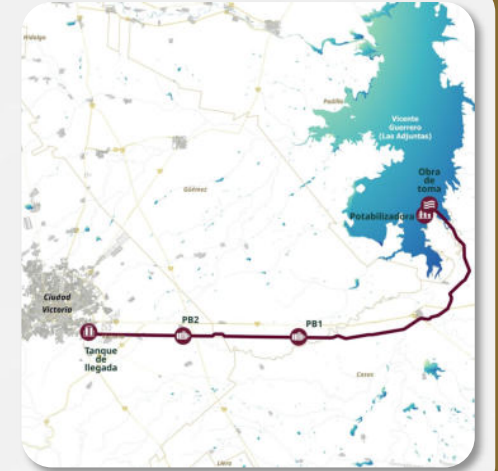 Hidalgo
Padilla
Vicente
Guerrero
(Las Adjuntas)
Obra
de
toma
Güémez
Potabilizadora
Ciudad
Victoria
PB2
PB1
Tanque
de
llegada
Casas
Llera